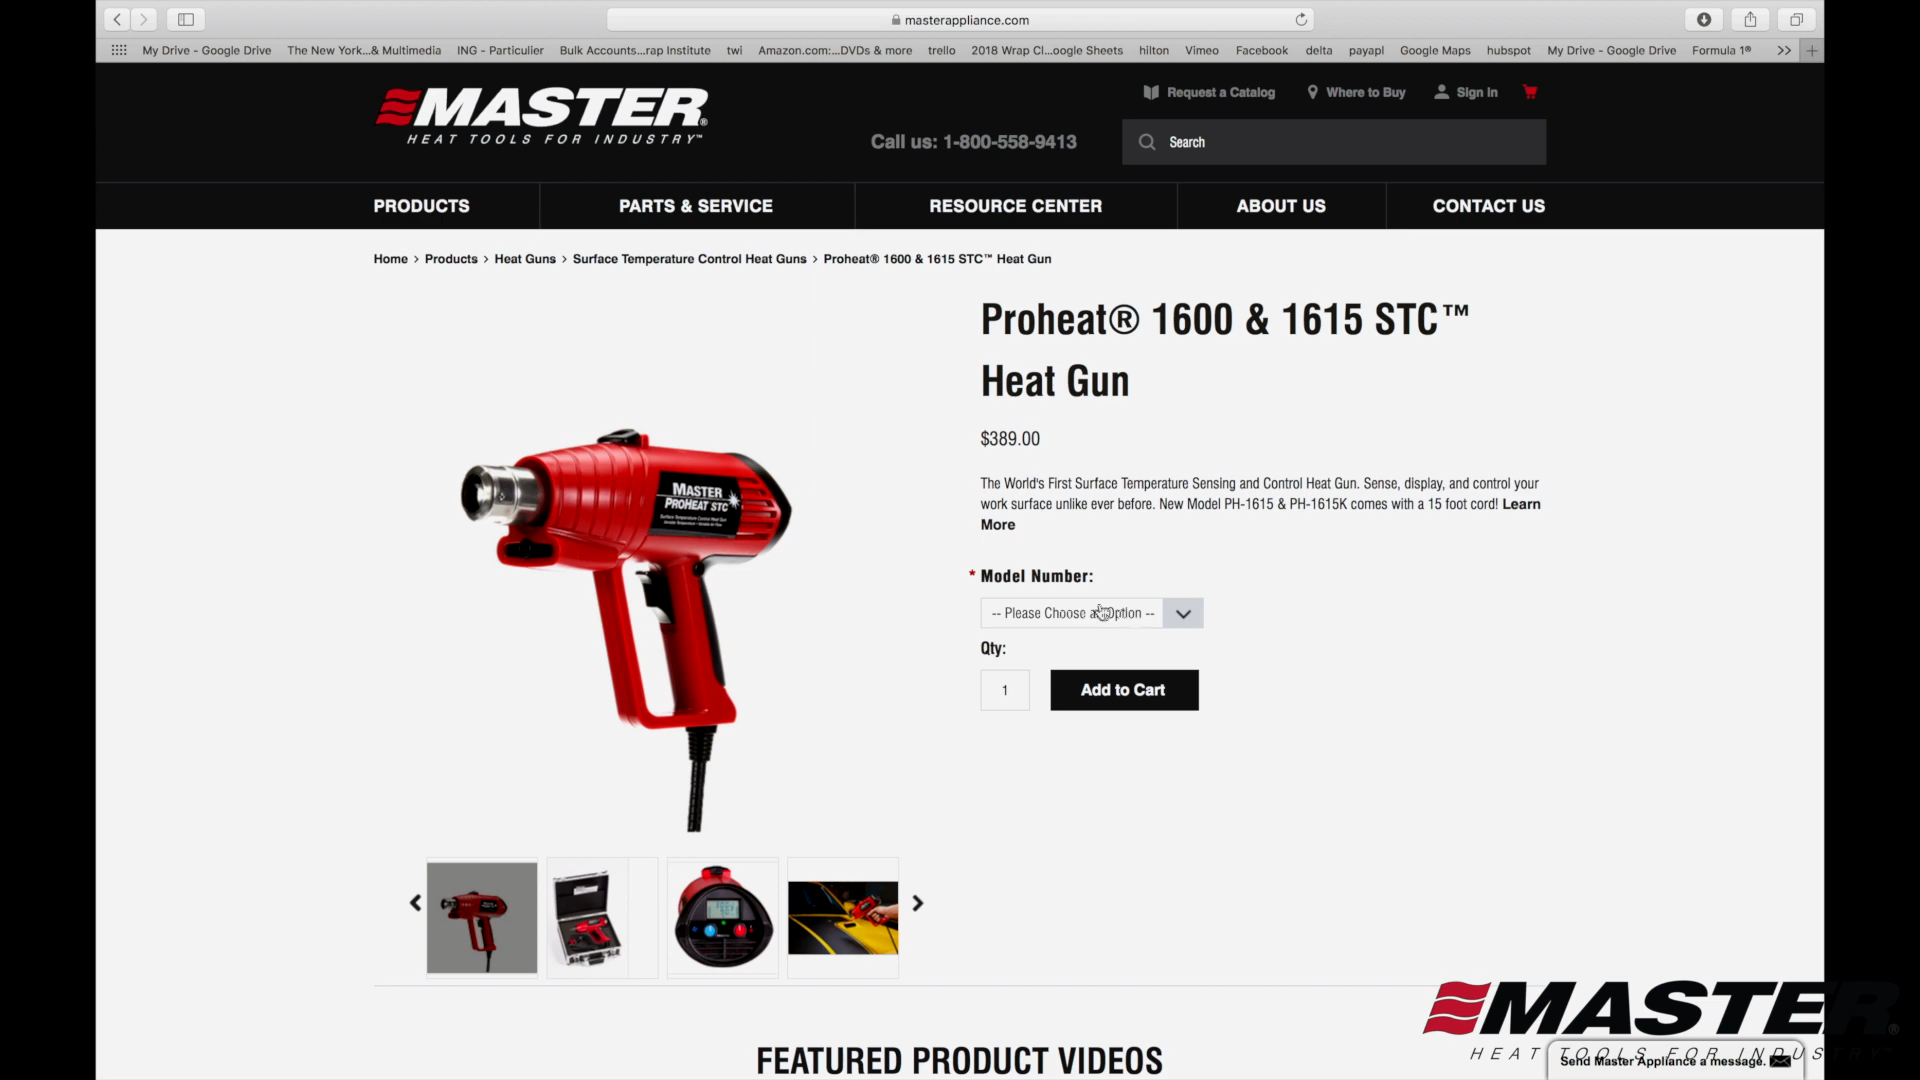 masterappliance.com
My Drive - Google Drive The New York...& Multimedia ING - Particulier Bulk Accounts...rap Institute twi Amazon.com:...DVDs & more trello 2018 Wrap Cl...oogle Sheets hilton Vimeo Facebook delta payapl Google Maps hubspot My Drive - Google Drive Formula 1®
Request a Catalog Where to Buy Sign In
MASTER®
HEAT TOOLS FOR INDUSTRY™
Call us: 1-800-558-9413
Search
PRODUCTS PARTS & SERVICE RESOURCE CENTER ABOUT US CONTACT US
Home > Products > Heat Guns > Surface Temperature Control Heat Guns > Proheat® 1600 & 1615 STC™ Heat Gun
Proheat® 1600 & 1615 STC™
Heat Gun
$389.00
The World's First Surface Temperature Sensing and Control Heat Gun. Sense, display, and control your
work surface unlike ever before. New Model PH-1615 & PH-1615K comes with a 15 foot cord! Learn
More
MASTER
PROHEAT STC
Surface Temperature Control Heat Gun
* Model Number:
-- Please Choose an Option --
Qty:
1 Add to Cart
FEATURED PRODUCT VIDEOS
MASTER®
HEAT TOOLS FOR INDUSTRY™
Send Master Appliance a message.